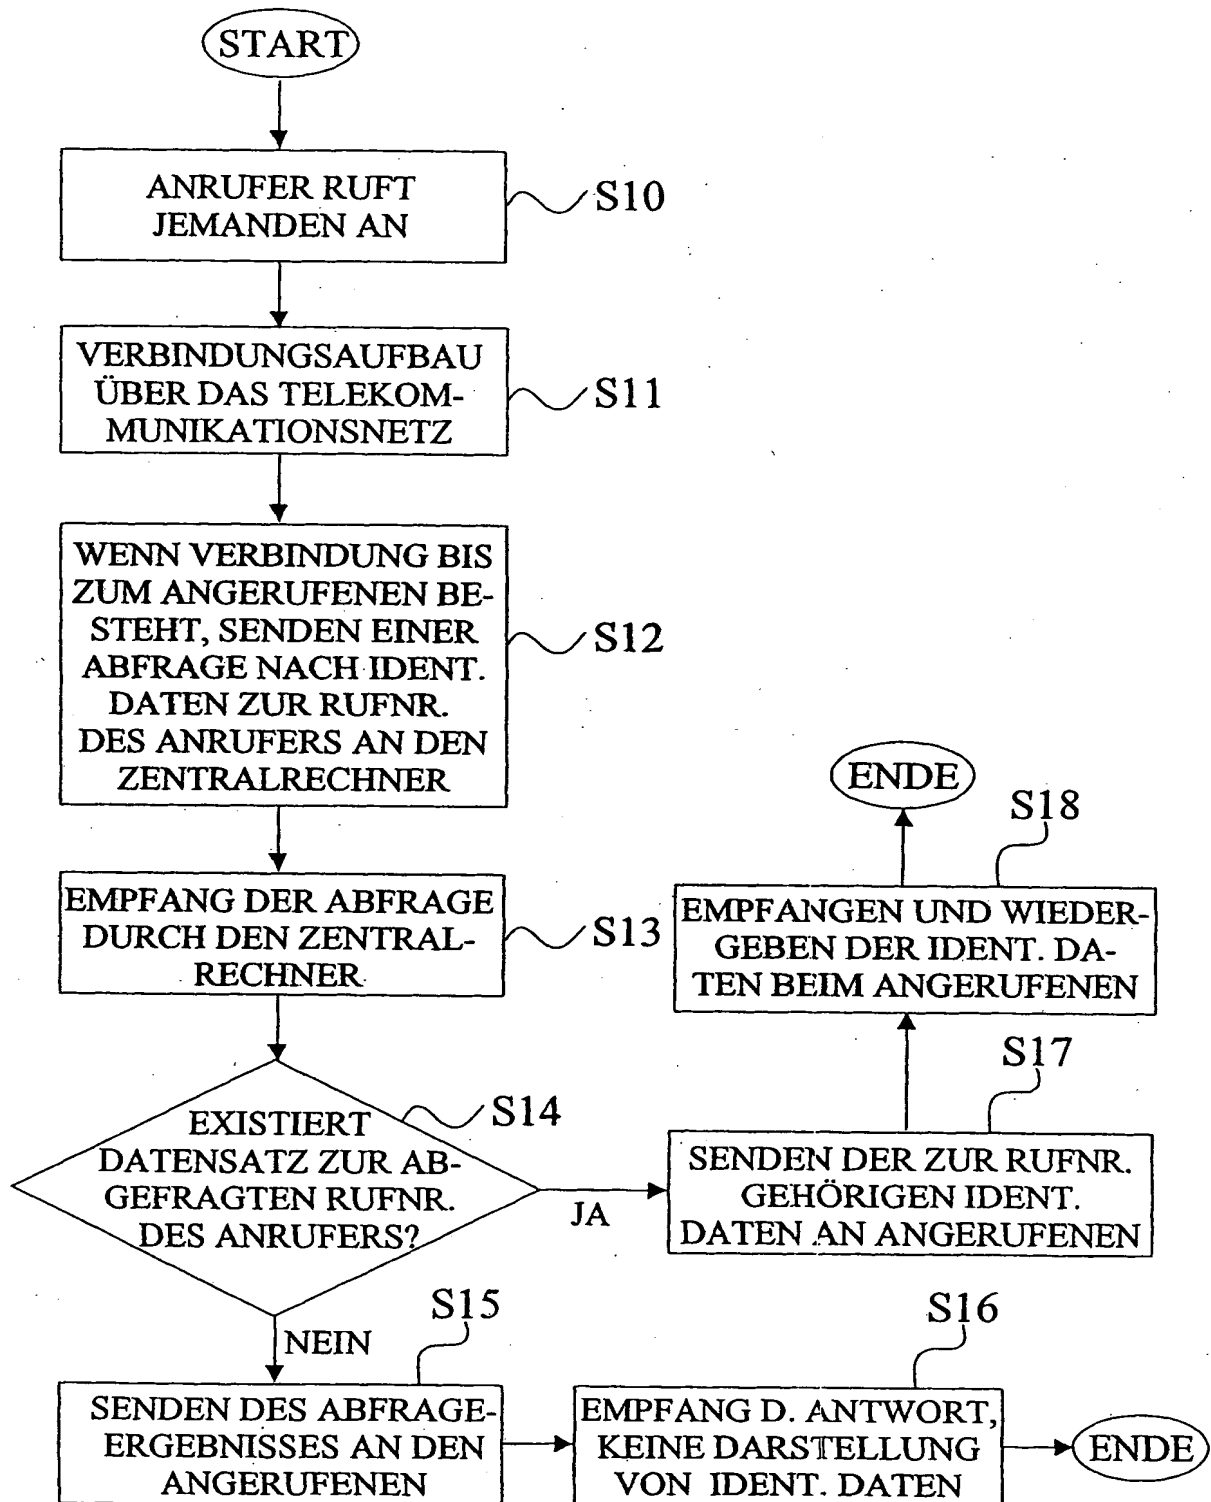 START
ANRUFER RUFT
JEMANDEN AN
S10
VERBINDUNGSAUFBAU
ÜBER DAS TELEKOM-
MUNIKATIONSNETZ
S11
WENN VERBINDUNG BIS
ZUM ANGERUFENEN BE-
STEHT, SENDEN EINER
ABFRAGE NACH IDENT.
DATEN ZUR RUFNR.
DES ANRUFERS AN DEN
ZENTRALRECHNER
S12
EMPFANG DER ABFRAGE
DURCH DEN ZENTRAL-
RECHNER
S13
EXISTIERT
DATENSATZ ZUR AB-
GEFRAGTEN RUFNR.
DES ANRUFERS?
S14
JA
SENDEN DER ZUR RUFNR.
GEHÖRIGEN IDENT.
DATEN AN ANGERUFENEN
S17
EMPFANGEN UND WIEDER-
GEBEN DER IDENT. DA-
TEN BEIM ANGERUFENEN
S18
ENDE
NEIN
SENDEN DES ABFRAGE-
ERGEBNISSES AN DEN
ANGERUFENEN
S15
EMPFANG D. ANTWORT,
KEINE DARSTELLUNG
VON IDENT. DATEN
S16
ENDE